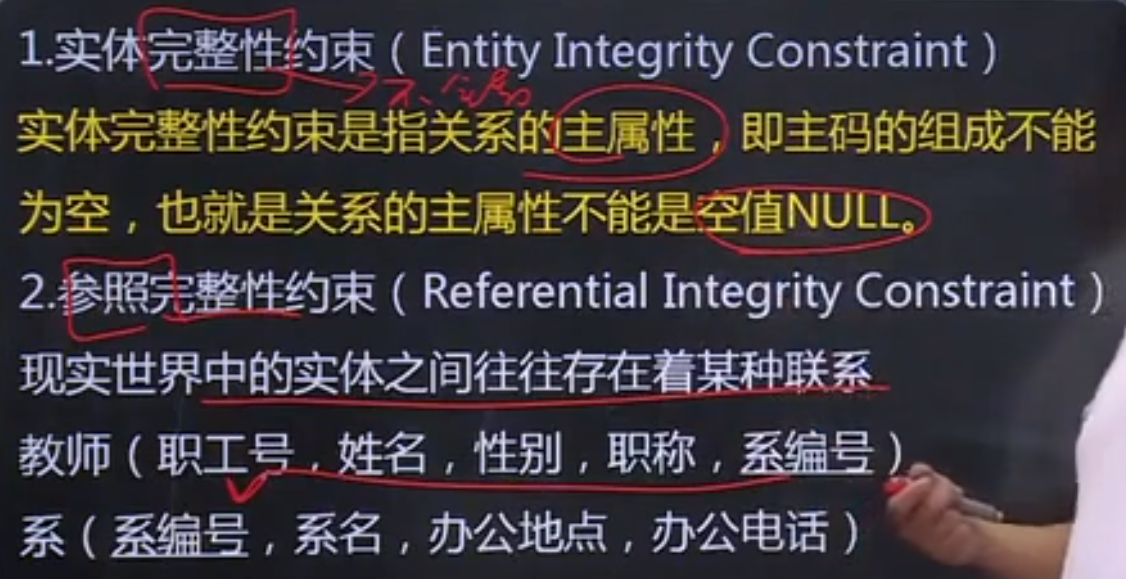 1.实体完整性约束（Entity Integrity Constraint）
实体完整性约束是指关系的主属性，即主码的组成不能
为空，也就是关系的主属性不能是空值NULL。
2.参照完整性约束（Referential Integrity Constraint）
现实世界中的实体之间往往存在着某种联系
教师（职工号，姓名，性别，职称，系编号）
系（系编号，系名，办公地点，办公电话）